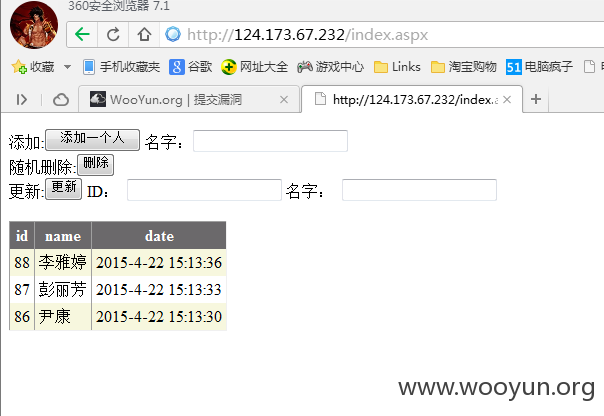 360安全浏览器 7.1
http://124.173.67.232/index.aspx
收藏 手机收藏夹 谷歌 网址大全 游戏中心 Links 淘宝购物 51 电脑疯子
WooYun.org | 提交漏洞 http://124.173.67.232/index.a
添加: 添加一个人 名字：
随机删除: 删除
更新: 更新 ID： 名字：
id name date
88 李雅婷 2015-4-22 15:13:36
87 彭丽芳 2015-4-22 15:13:33
86 尹康 2015-4-22 15:13:30
www.wooyun.org